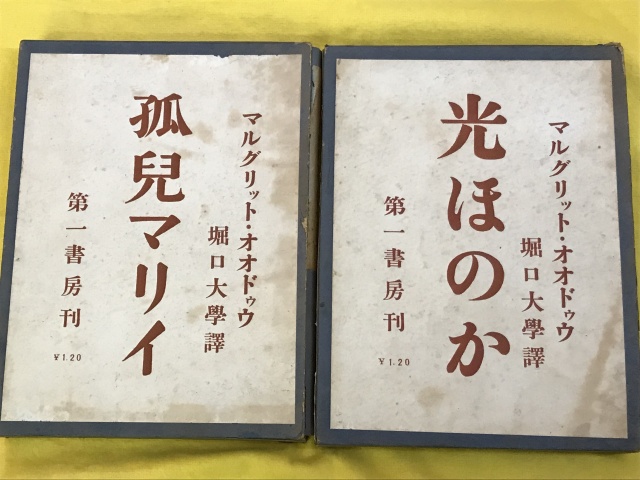 マルグリット・オオドゥウ
堀口大學譯
孤兒マリイ
第一書房刊
￥1.20
マルグリット・オオドゥウ
堀口大學譯
光ほのか
第一書房刊
￥1.20